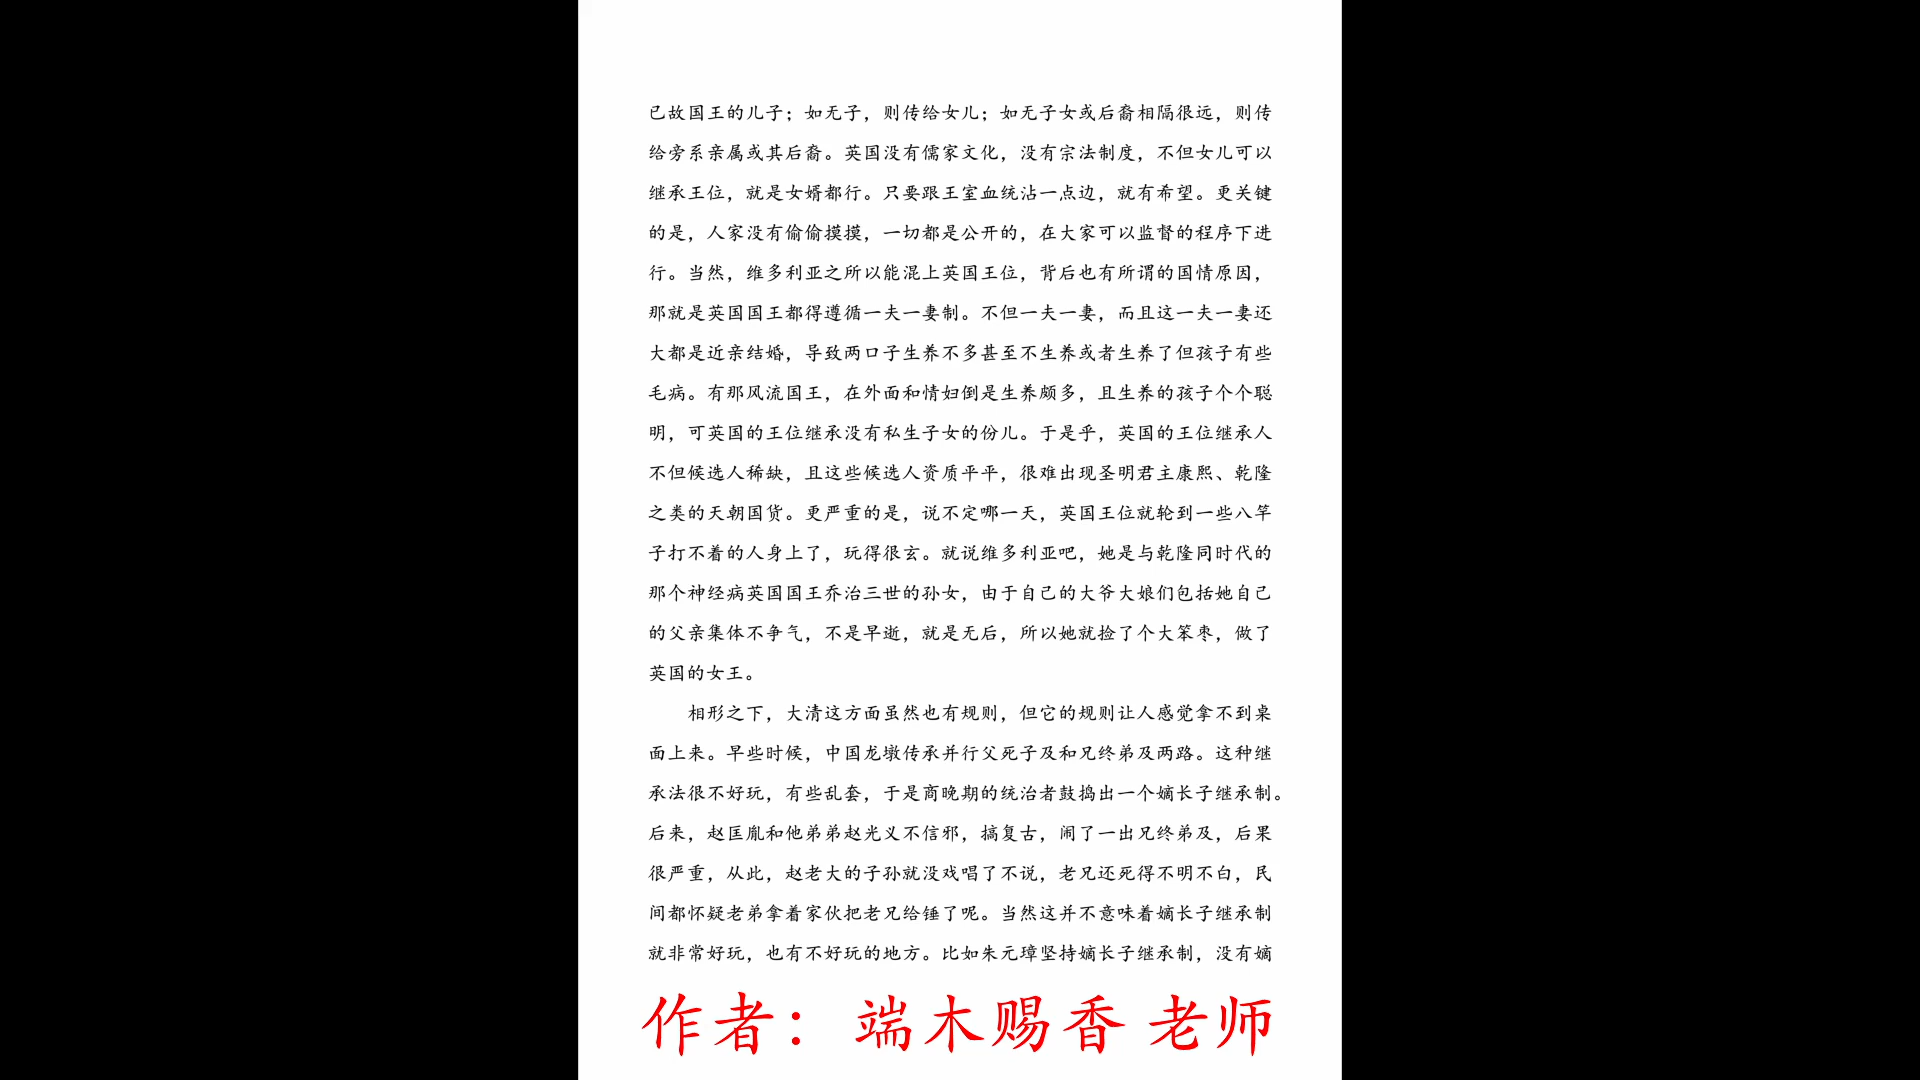 已故国王的儿子；如无子，则传给女儿；如无子女或后裔相隔很远，则传
给旁系亲属或其后裔。英国没有儒家文化，没有宗法制度，不但女儿可以
继承王位，就是女婿都行。只要跟王室血统沾一点边，就有希望。更关键
的是，人家没有偷偷摸摸，一切都是公开的，在大家可以监督的程序下进
行。当然，维多利亚之所以能混上英国王位，背后也有所谓的国情原因，
那就是英国国王都得遵循一夫一妻制。不但一夫一妻，而且这一夫一妻还
大都是近亲结婚，导致两口子生养不多甚至不生养或者生养了但孩子有些
毛病。有那风流国王，在外面和情妇倒是生养颇多，且生养的孩子个个聪
明，可英国的王位继承没有私生子女的份儿。于是乎，英国的王位继承人
不但候选人稀缺，且这些候选人资质平平，很难出现圣明君主康熙、乾隆
之类的天朝国货。更严重的是，说不定哪一天，英国王位就轮到一些八竿
子打不着的人身上了，玩得很玄。就说维多利亚吧，她是与乾隆同时代的
那个神经病英国国王乔治三世的孙女，由于自己的大爷大娘们包括她自己
的父亲集体不争气，不是早逝，就是无后，所以她就捡了个大笨枣，做了
英国的女王。
相形之下，大清这方面虽然也有规则，但它的规则让人感觉拿不到桌
面上来。早些时候，中国龙墩传承并行父死子及和兄终弟及两路。这种继
承法很不好玩，有些乱套，于是商晚期的统治者鼓捣出一个嫡长子继承制。
后来，赵匡胤和他弟弟赵光义不信邪，搞复古，闹了一出兄终弟及，后果
很严重，从此，赵老大的子孙就没戏唱了不说，老兄还死得不明不白，民
间都怀疑老弟拿着家伙把老兄给锤了呢。当然这并不意味着嫡长子继承制
就非常好玩，也有不好玩的地方。比如朱元璋坚持嫡长子继承制，没有嫡
作者：端木赐香 老师